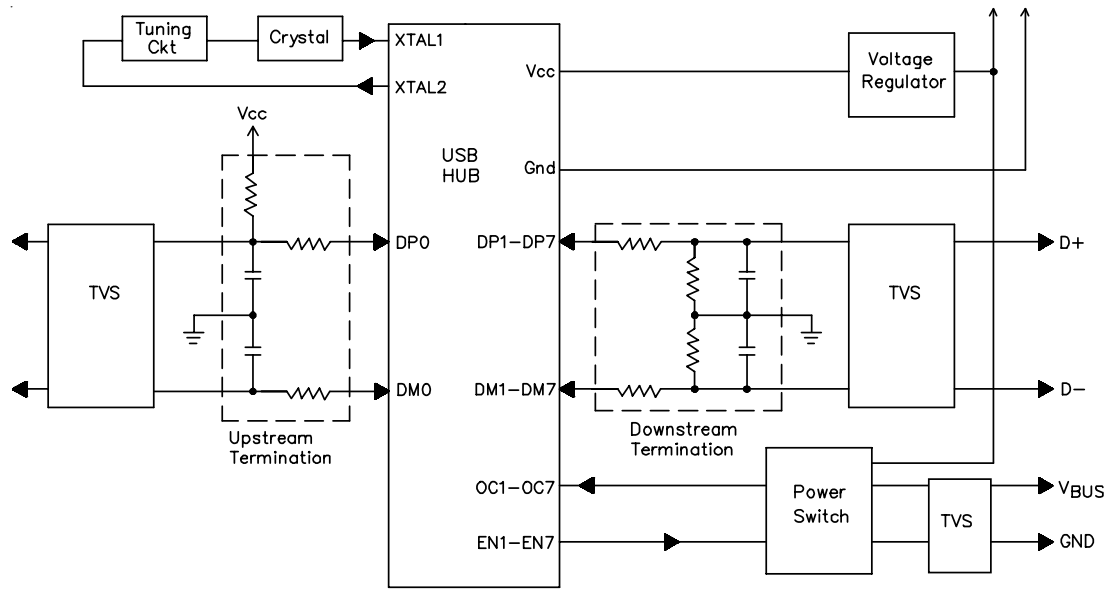 Tuning
Ckt
Crystal
XTAL1
XTAL2
Vcc
USB
HUB
Vcc
Gnd
Voltage
Regulator
TVS
DP0
DM0
Upstream
Termination
DP1-DP7
DM1-DM7
Downstream
Termination
TVS
D+
D-
OC1-OC7
EN1-EN7
Power
Switch
TVS
VBUS
GND